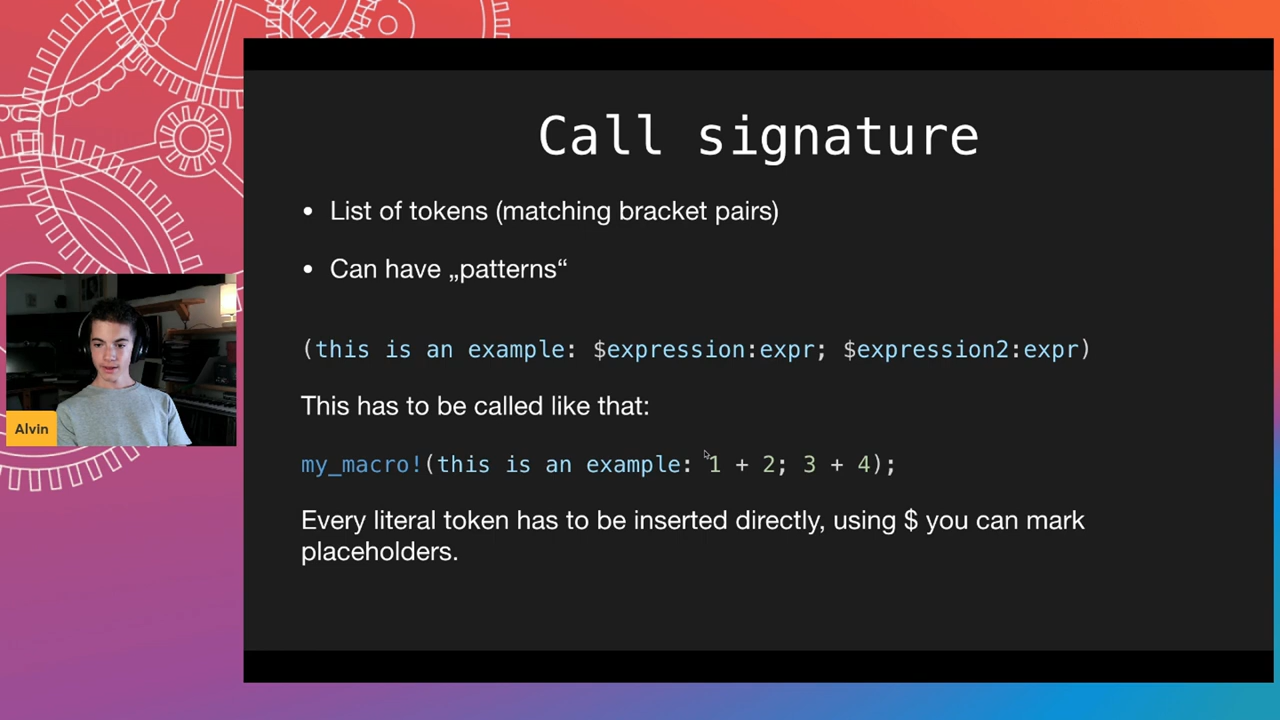 Call signature
• List of tokens (matching bracket pairs)
• Can have „patterns“
(this is an example: $expression:expr; $expression2:expr)
This has to be called like that:
my_macro!(this is an example: 1 + 2; 3 + 4);
Every literal token has to be inserted directly, using $ you can mark
placeholders.
Alvin